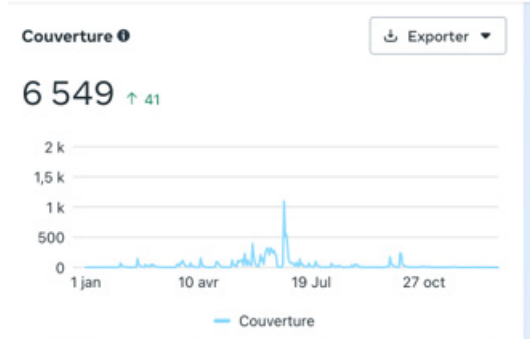 Couverture
Exporter
6 549 ↑ 41
2 k
1,5 k
1 k
500
0
1 jan 10 avr 19 Jul 27 oct
Couverture